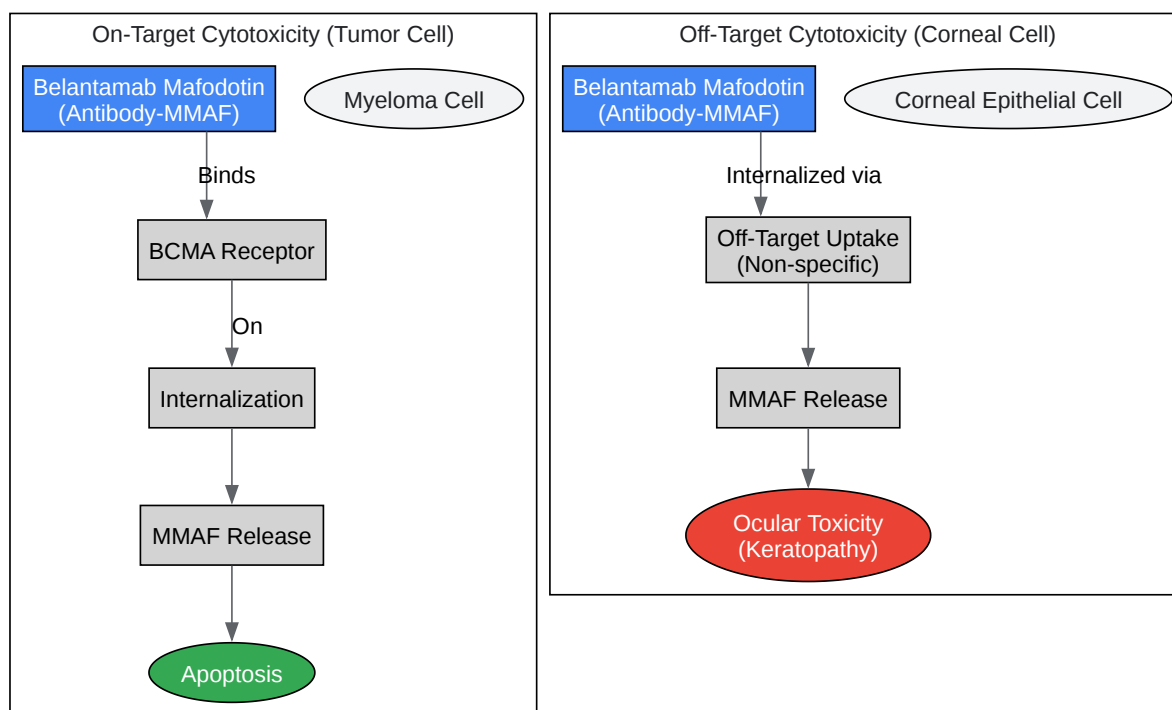 On-Target Cytotoxicity (Tumor Cell)
Belantamab Mafodotin
(Antibody-MMAF)
Myeloma Cell
Binds
BCMA Receptor
On
Internalization
MMAF Release
Apoptosis
Off-Target Cytotoxicity (Corneal Cell)
Belantamab Mafodotin
(Antibody-MMAF)
Corneal Epithelial Cell
Internalized via
Off-Target Uptake
(Non-specific)
MMAF Release
Ocular Toxicity
(Keratopathy)